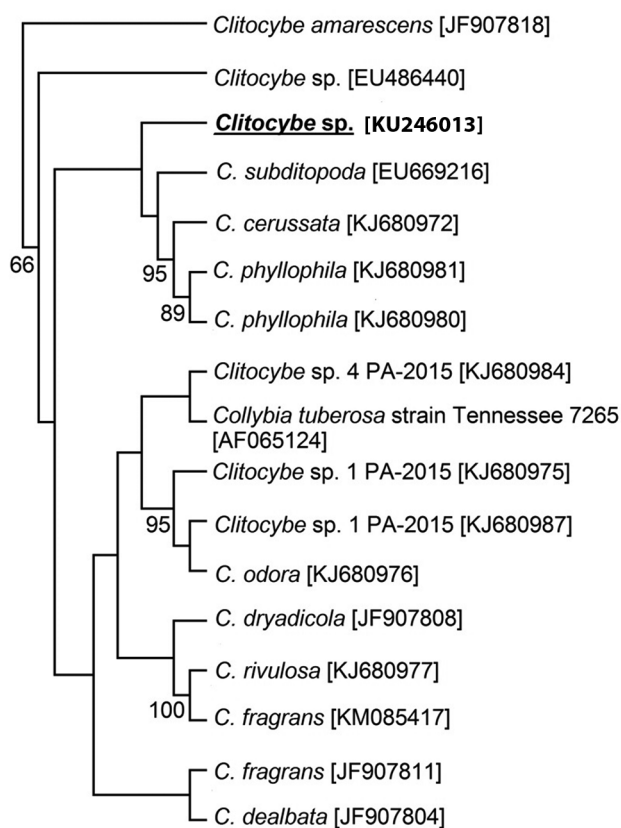 Clitocybe amarescens [JF907818]
Clitocybe sp. [EU486440]
Clitocybe sp. [KU246013]
C. subditopoda [EU669216]
C. cerussata [KJ680972]
66
95
C. phyllophila [KJ680981]
89
C. phyllophila [KJ680980]
Clitocybe sp. 4 PA-2015 [KJ680984]
Collybia tuberosa strain Tennessee 7265
[AF065124]
Clitocybe sp. 1 PA-2015 [KJ680975]
95
Clitocybe sp. 1 PA-2015 [KJ680987]
C. odora [KJ680976]
C. dryadicola [JF907808]
C. rivulosa [KJ680977]
100
C. fragrans [KM085417]
C. fragrans [JF907811]
C. dealbata [JF907804]